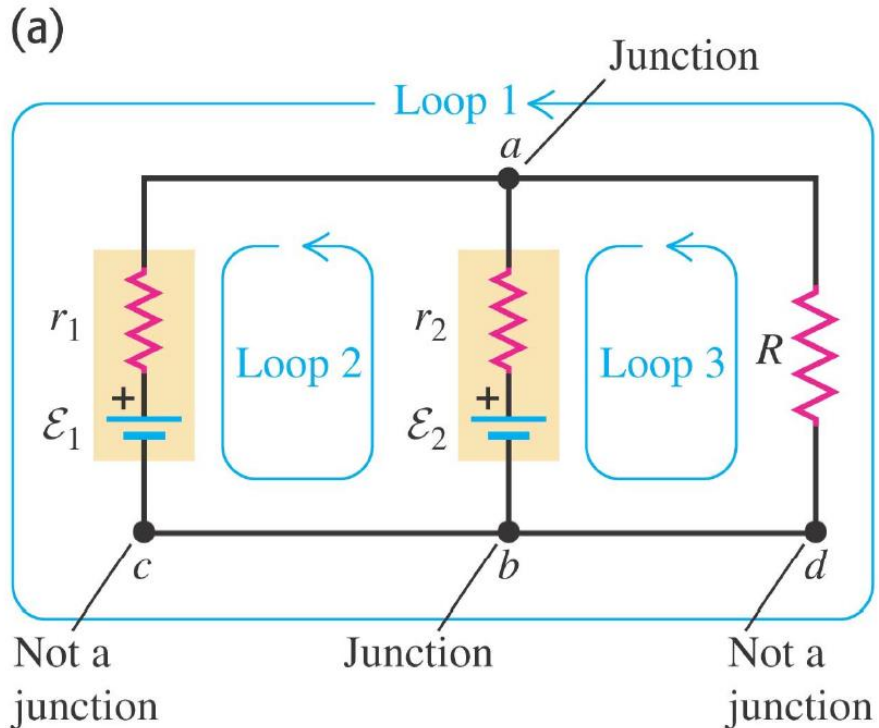 (a)
Junction
Loop 1
a
r1
+
ℰ1
Loop 2
r2
+
ℰ2
Loop 3
R
c
b
d
Not a
junction
Junction
Not a
junction